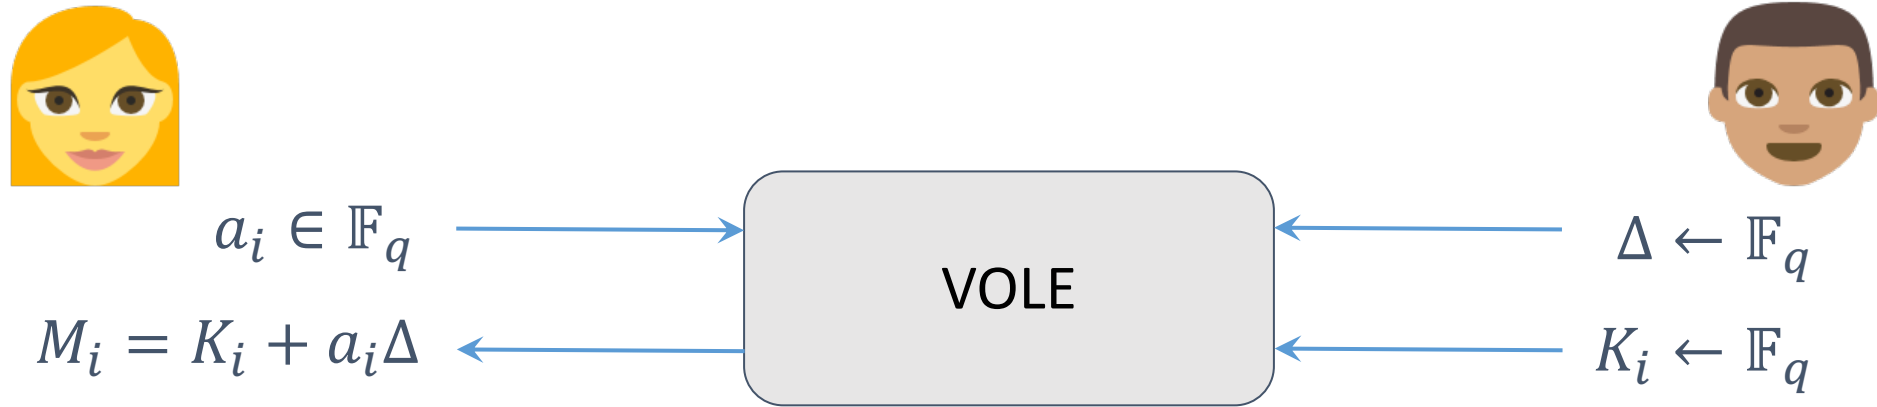 a_i ∈ 𝔽_q
Δ ← 𝔽_q
VOLE
M_i = K_i + a_iΔ
K_i ← 𝔽_q